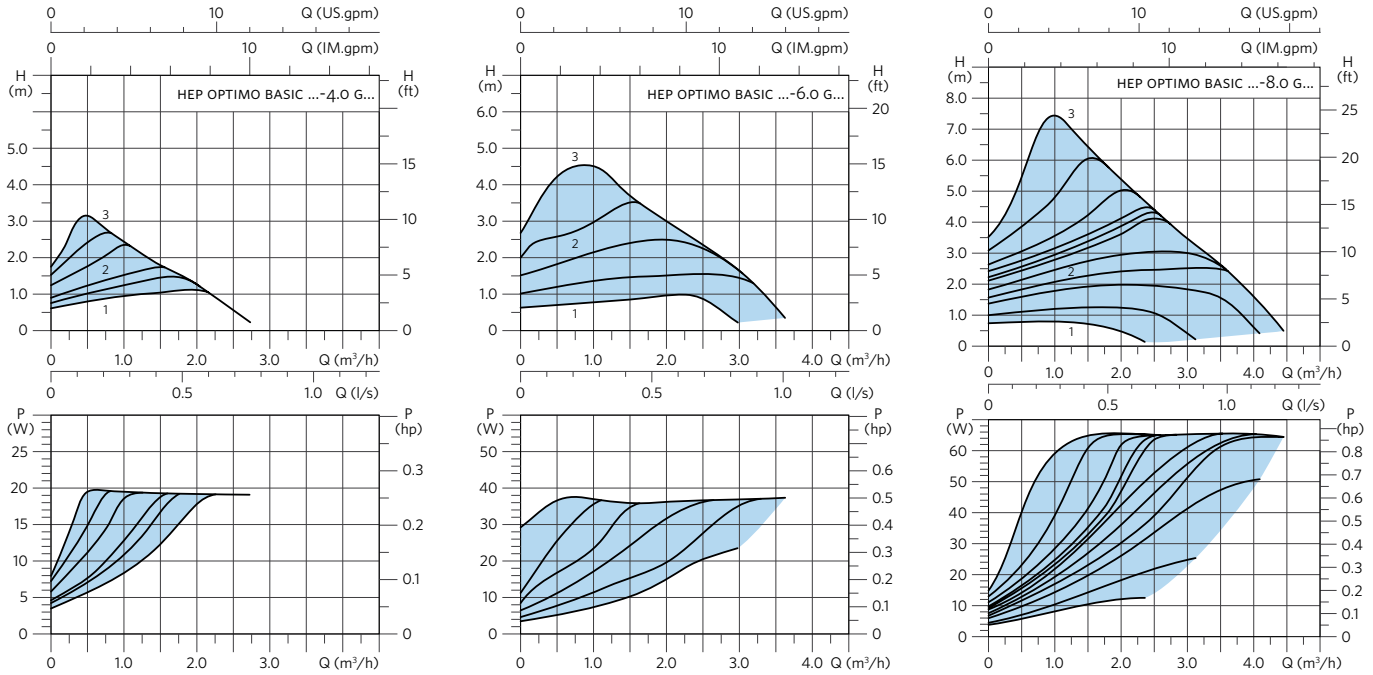 0 10 Q (US.gpm)
0 10 Q (IM.gpm)
H (m) H (ft)
HEP OPTIMO BASIC ...-4.0 G...
5.0 15
4.0
3.0 3 10
2.0 2 5
1.0 1
0 0
0 1.0 2.0 3.0 Q (m³/h)
0 0.5 1.0 Q (l/s)
P (W) P (hp)
25 0.3
20
15 0.2
10 0.1
5
0 0
0 1.0 2.0 3.0 Q (m³/h)
0 10 Q (US.gpm)
0 10 Q (IM.gpm)
H (m) H (ft)
HEP OPTIMO BASIC ...-6.0 G...
6.0 20
5.0 15
4.0 3
3.0 10
2.0 2 5
1.0 1
0 0
0 1.0 2.0 3.0 4.0 Q (m³/h)
0 0.5 1.0 Q (l/s)
P (W) P (hp)
50 0.6
40 0.5
30 0.4
20 0.3
0.2
10 0.1
0 0
0 1.0 2.0 3.0 4.0 Q (m³/h)
0 10 Q (US.gpm)
0 10 Q (IM.gpm)
H (m) H (ft)
HEP OPTIMO BASIC ...-8.0 G...
8.0 25
7.0 3
6.0 20
5.0 15
4.0
3.0 10
2.0 2 5
1.0 1
0 0
0 1.0 2.0 3.0 4.0 Q (m³/h)
0 0.5 1.0 Q (l/s)
P (W) P (hp)
60 0.8
50 0.7
0.6
40 0.5
30 0.4
0.3
20 0.2
10 0.1
0 0
0 1.0 2.0 3.0 4.0 Q (m³/h)